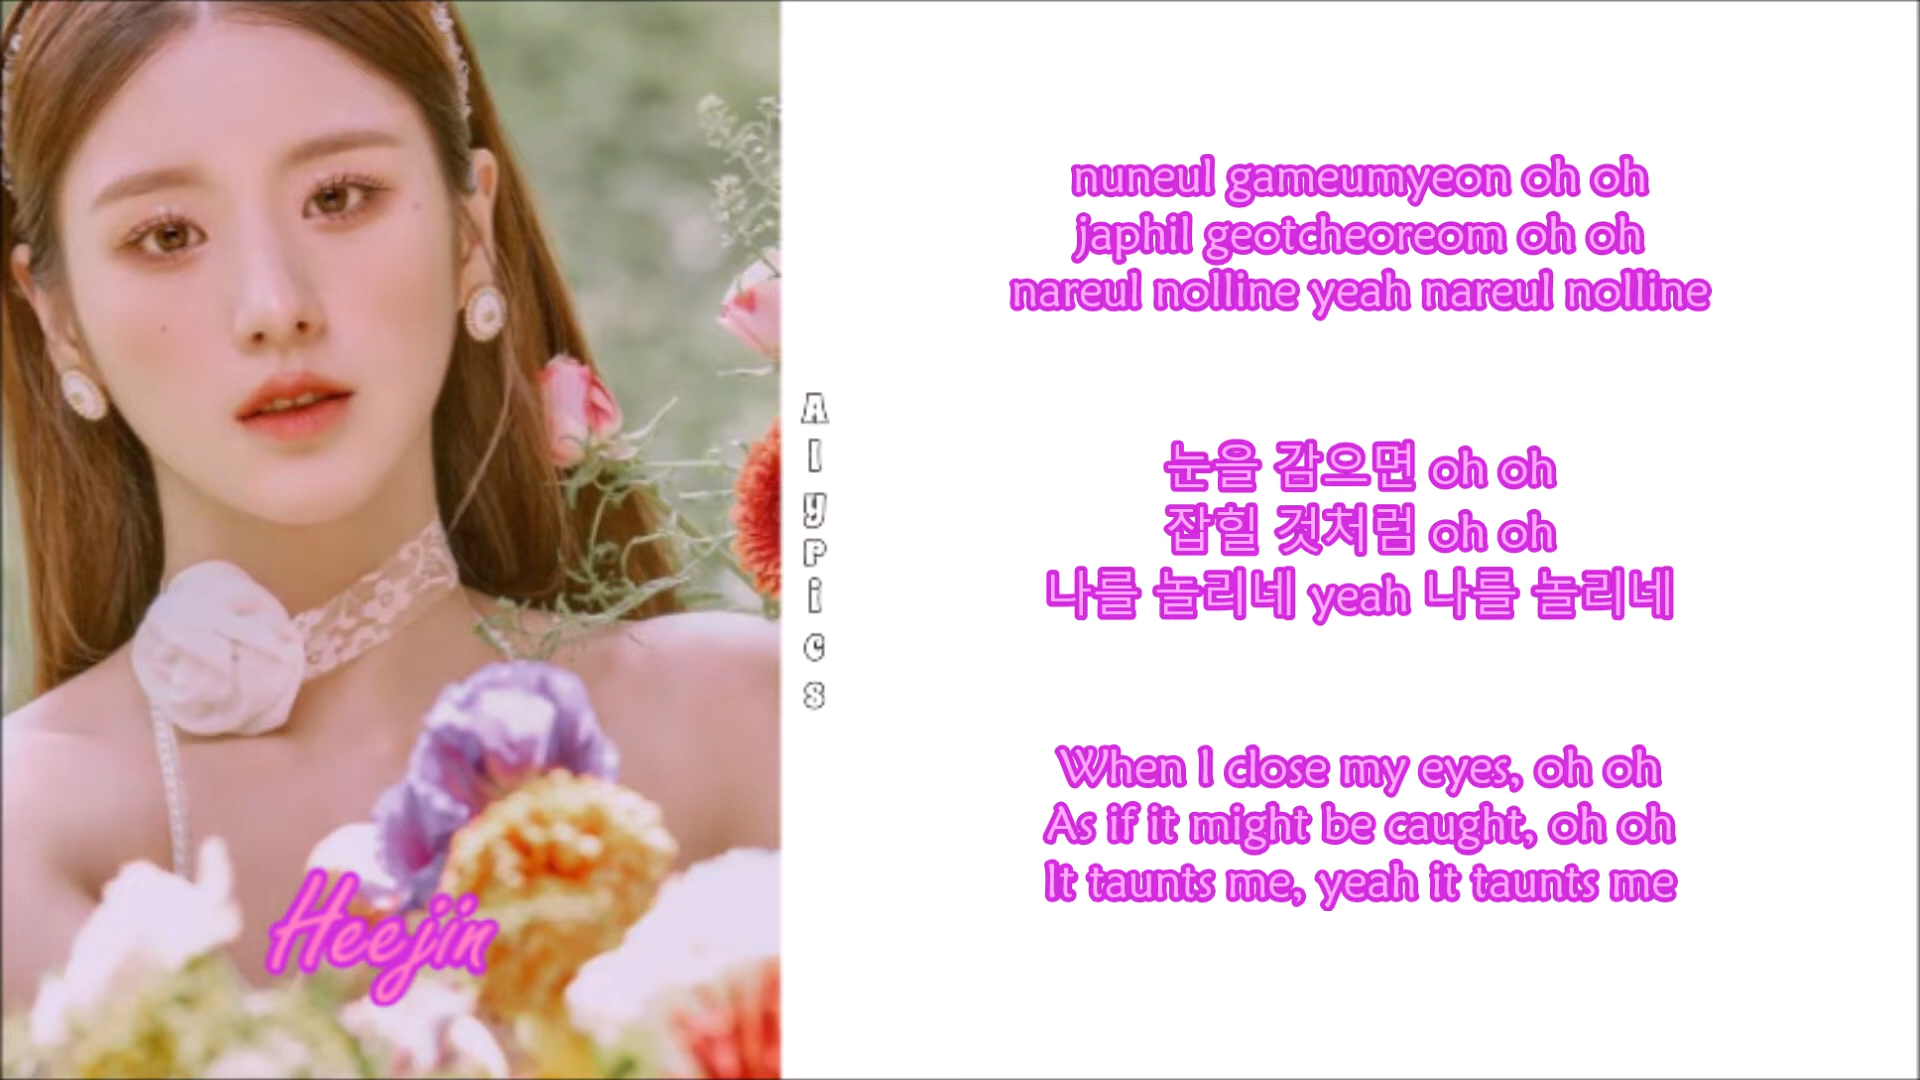 Heejin
AlyPics
nuneul gameumyeon oh oh
japhil geotcheoreom oh oh
nareul nolline yeah nareul nolline
눈을 감으면 oh oh
잡힐 것처럼 oh oh
나를 놀리네 yeah 나를 놀리네
When I close my eyes, oh oh
As if it might be caught, oh oh
It taunts me, yeah it taunts me